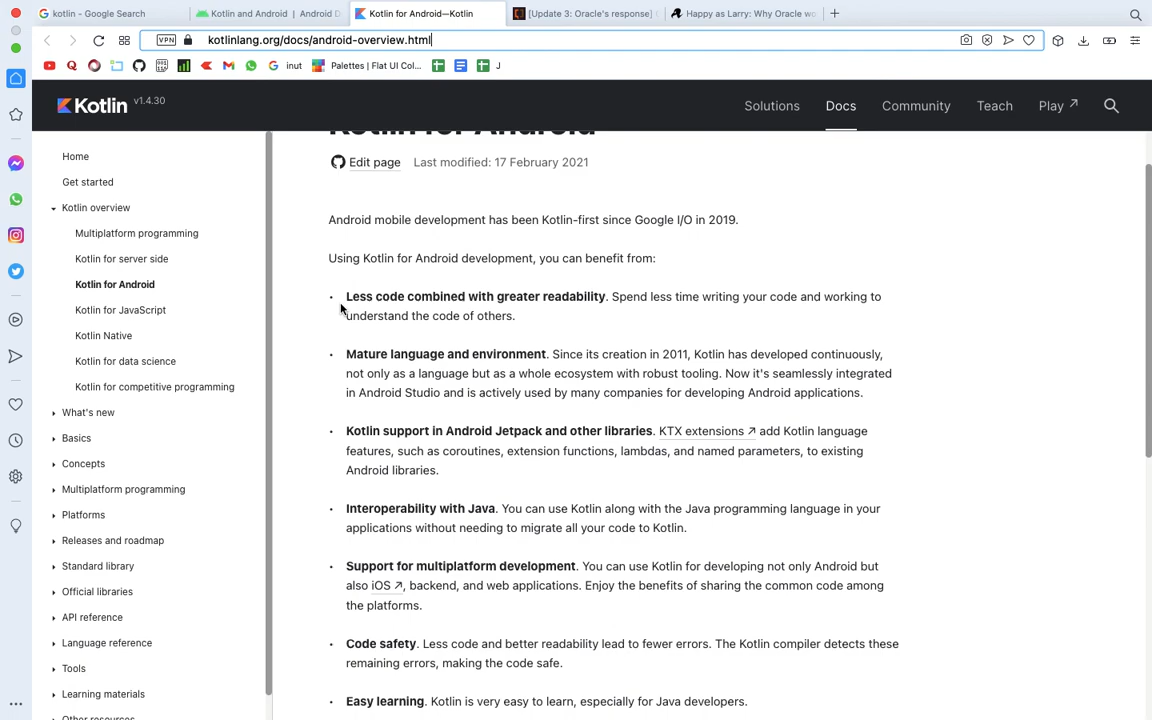 kotlin - Google Search
Kotlin and Android | Android D
Kotlin for Android—Kotlin
[Update 3: Oracle's response]
Happy as Larry: Why Oracle wo
VPN
kotlinlang.org/docs/android-overview.html
inut
Palettes | Flat UI Col...
J
Kotlin v1.4.30
Solutions
Docs
Community
Teach
Play ↗
Home
Get started
Kotlin overview
Multiplatform programming
Kotlin for server side
Kotlin for Android
Kotlin for JavaScript
Kotlin Native
Kotlin for data science
Kotlin for competitive programming
What's new
Basics
Concepts
Multiplatform programming
Platforms
Releases and roadmap
Standard library
Official libraries
API reference
Language reference
Tools
Learning materials
Other resources
Kotlin for Android
Edit page Last modified: 17 February 2021
Android mobile development has been Kotlin-first since Google I/O in 2019.
Using Kotlin for Android development, you can benefit from:
• Less code combined with greater readability. Spend less time writing your code and working to
understand the code of others.
• Mature language and environment. Since its creation in 2011, Kotlin has developed continuously,
not only as a language but as a whole ecosystem with robust tooling. Now it's seamlessly integrated
in Android Studio and is actively used by many companies for developing Android applications.
• Kotlin support in Android Jetpack and other libraries. KTX extensions ↗ add Kotlin language
features, such as coroutines, extension functions, lambdas, and named parameters, to existing
Android libraries.
• Interoperability with Java. You can use Kotlin along with the Java programming language in your
applications without needing to migrate all your code to Kotlin.
• Support for multiplatform development. You can use Kotlin for developing not only Android but
also iOS ↗, backend, and web applications. Enjoy the benefits of sharing the common code among
the platforms.
• Code safety. Less code and better readability lead to fewer errors. The Kotlin compiler detects these
remaining errors, making the code safe.
• Easy learning. Kotlin is very easy to learn, especially for Java developers.